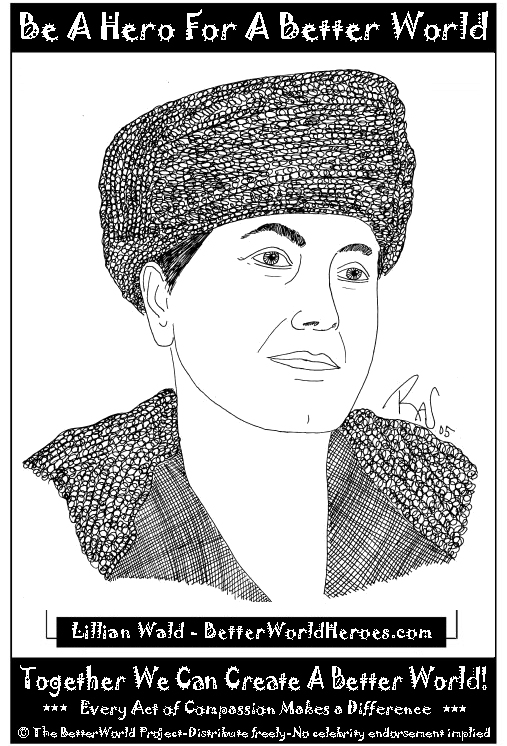 Be A Hero For A Better World
RAS 05
Lillian Wald - BetterWorldHeroes.com
Together We Can Create A Better World!
*** Every Act of Compassion Makes a Difference ***
© The BetterWorld Project-Distribute freely-No celebrity endorsement implied